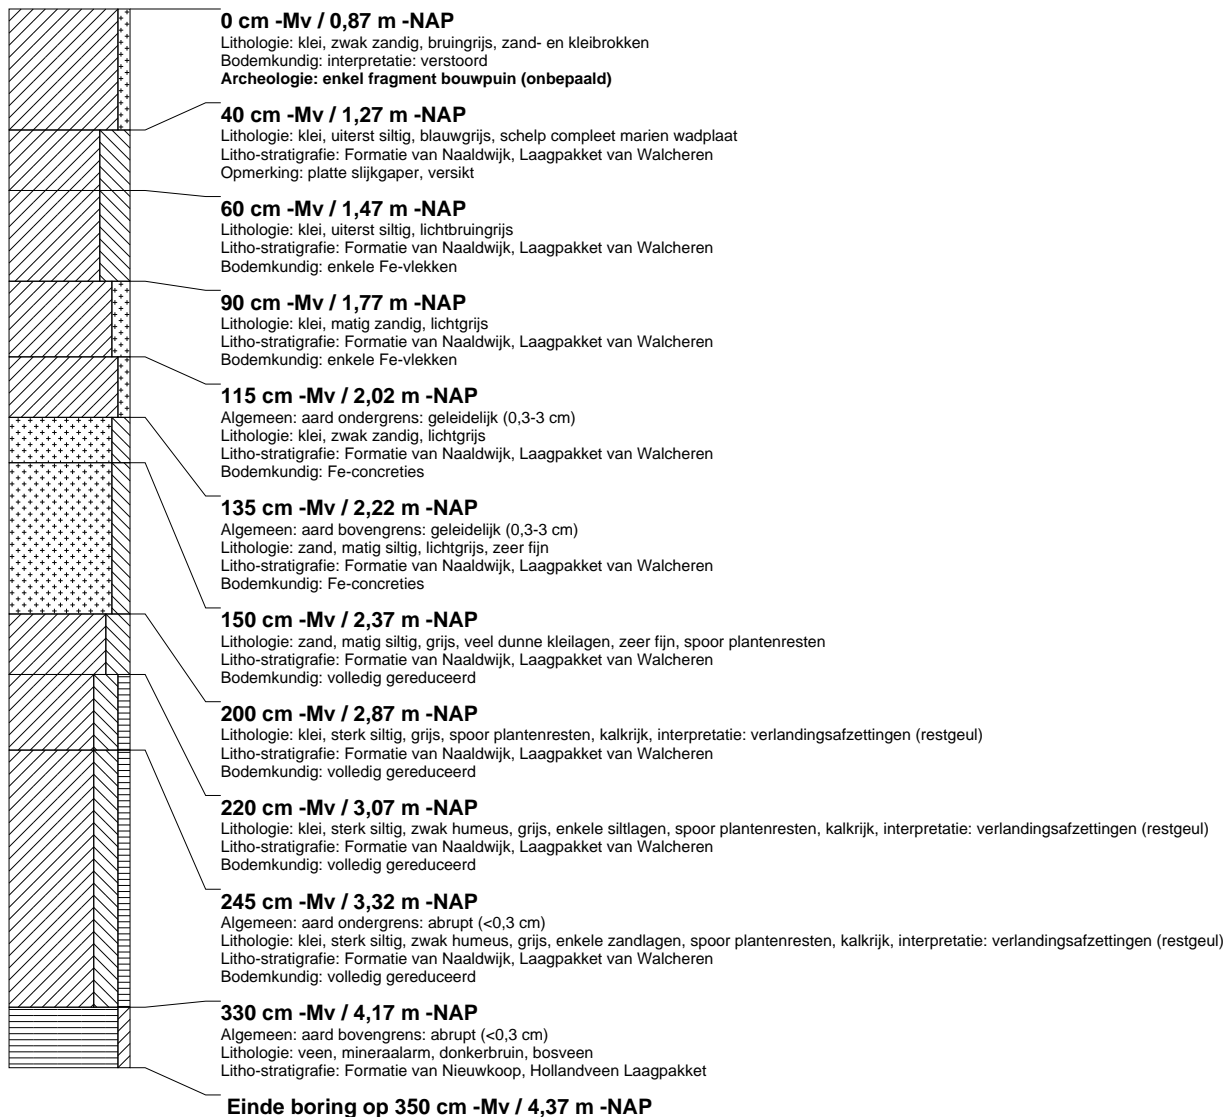 0 cm -Mv / 0,87 m -NAP
Lithologie: klei, zwak zandig, bruingrijs, zand- en kleibrokken
Bodemkundig: interpretatie: verstoord
Archeologie: enkel fragment bouwpuin (onbepaald)
40 cm -Mv / 1,27 m -NAP
Lithologie: klei, uiterst siltig, blauwgrijs, schelp compleet marien wadplaat
Litho-stratigrafie: Formatie van Naaldwijk, Laagpakket van Walcheren
Opmerking: platte slijkgaper, versikt
60 cm -Mv / 1,47 m -NAP
Lithologie: klei, uiterst siltig, lichtbruingrijs
Litho-stratigrafie: Formatie van Naaldwijk, Laagpakket van Walcheren
Bodemkundig: enkele Fe-vlekken
90 cm -Mv / 1,77 m -NAP
Lithologie: klei, matig zandig, lichtgrijs
Litho-stratigrafie: Formatie van Naaldwijk, Laagpakket van Walcheren
Bodemkundig: enkele Fe-vlekken
115 cm -Mv / 2,02 m -NAP
Algemeen: aard ondergrens: geleidelijk (0,3-3 cm)
Lithologie: klei, zwak zandig, lichtgrijs
Litho-stratigrafie: Formatie van Naaldwijk, Laagpakket van Walcheren
Bodemkundig: Fe-concreties
135 cm -Mv / 2,22 m -NAP
Algemeen: aard bovengrens: geleidelijk (0,3-3 cm)
Lithologie: zand, matig siltig, lichtgrijs, zeer fijn
Litho-stratigrafie: Formatie van Naaldwijk, Laagpakket van Walcheren
Bodemkundig: Fe-concreties
150 cm -Mv / 2,37 m -NAP
Lithologie: zand, matig siltig, grijs, veel dunne kleilagen, zeer fijn, spoor plantenresten
Litho-stratigrafie: Formatie van Naaldwijk, Laagpakket van Walcheren
Bodemkundig: volledig gereduceerd
200 cm -Mv / 2,87 m -NAP
Lithologie: klei, sterk siltig, grijs, spoor plantenresten, kalkrijk, interpretatie: verlandingsafzettingen (restgeul)
Litho-stratigrafie: Formatie van Naaldwijk, Laagpakket van Walcheren
Bodemkundig: volledig gereduceerd
220 cm -Mv / 3,07 m -NAP
Lithologie: klei, sterk siltig, zwak humeus, grijs, enkele siltlagen, spoor plantenresten, kalkrijk, interpretatie: verlandingsafzettingen (restgeul)
Litho-stratigrafie: Formatie van Naaldwijk, Laagpakket van Walcheren
Bodemkundig: volledig gereduceerd
245 cm -Mv / 3,32 m -NAP
Algemeen: aard ondergrens: abrupt (<0,3 cm)
Lithologie: klei, sterk siltig, zwak humeus, grijs, enkele zandlagen, spoor plantenresten, kalkrijk, interpretatie: verlandingsafzettingen (restgeul)
Litho-stratigrafie: Formatie van Naaldwijk, Laagpakket van Walcheren
Bodemkundig: volledig gereduceerd
330 cm -Mv / 4,17 m -NAP
Algemeen: aard bovengrens: abrupt (<0,3 cm)
Lithologie: veen, mineraalarm, donkerbruin, bosveen
Litho-stratigrafie: Formatie van Nieuwkoop, Hollandveen Laagpakket
Einde boring op 350 cm -Mv / 4,37 m -NAP